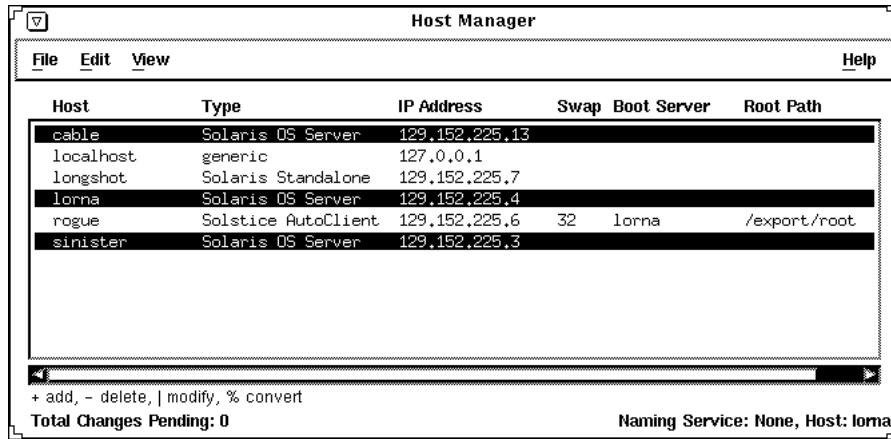 Host Manager
File Edit View Help
Host Type IP Address Swap Boot Server Root Path
cable Solaris OS Server 129.152.225.13
localhost generic 127.0.0.1
longshot Solaris Standalone 129.152.225.7
lorna Solaris OS Server 129.152.225.4
rogue Solstice AutoClient 129.152.225.6 32 lorna /export/root
sinister Solaris OS Server 129.152.225.3
+ add, – delete, | modify, % convert
Total Changes Pending: 0 Naming Service: None, Host: lorna